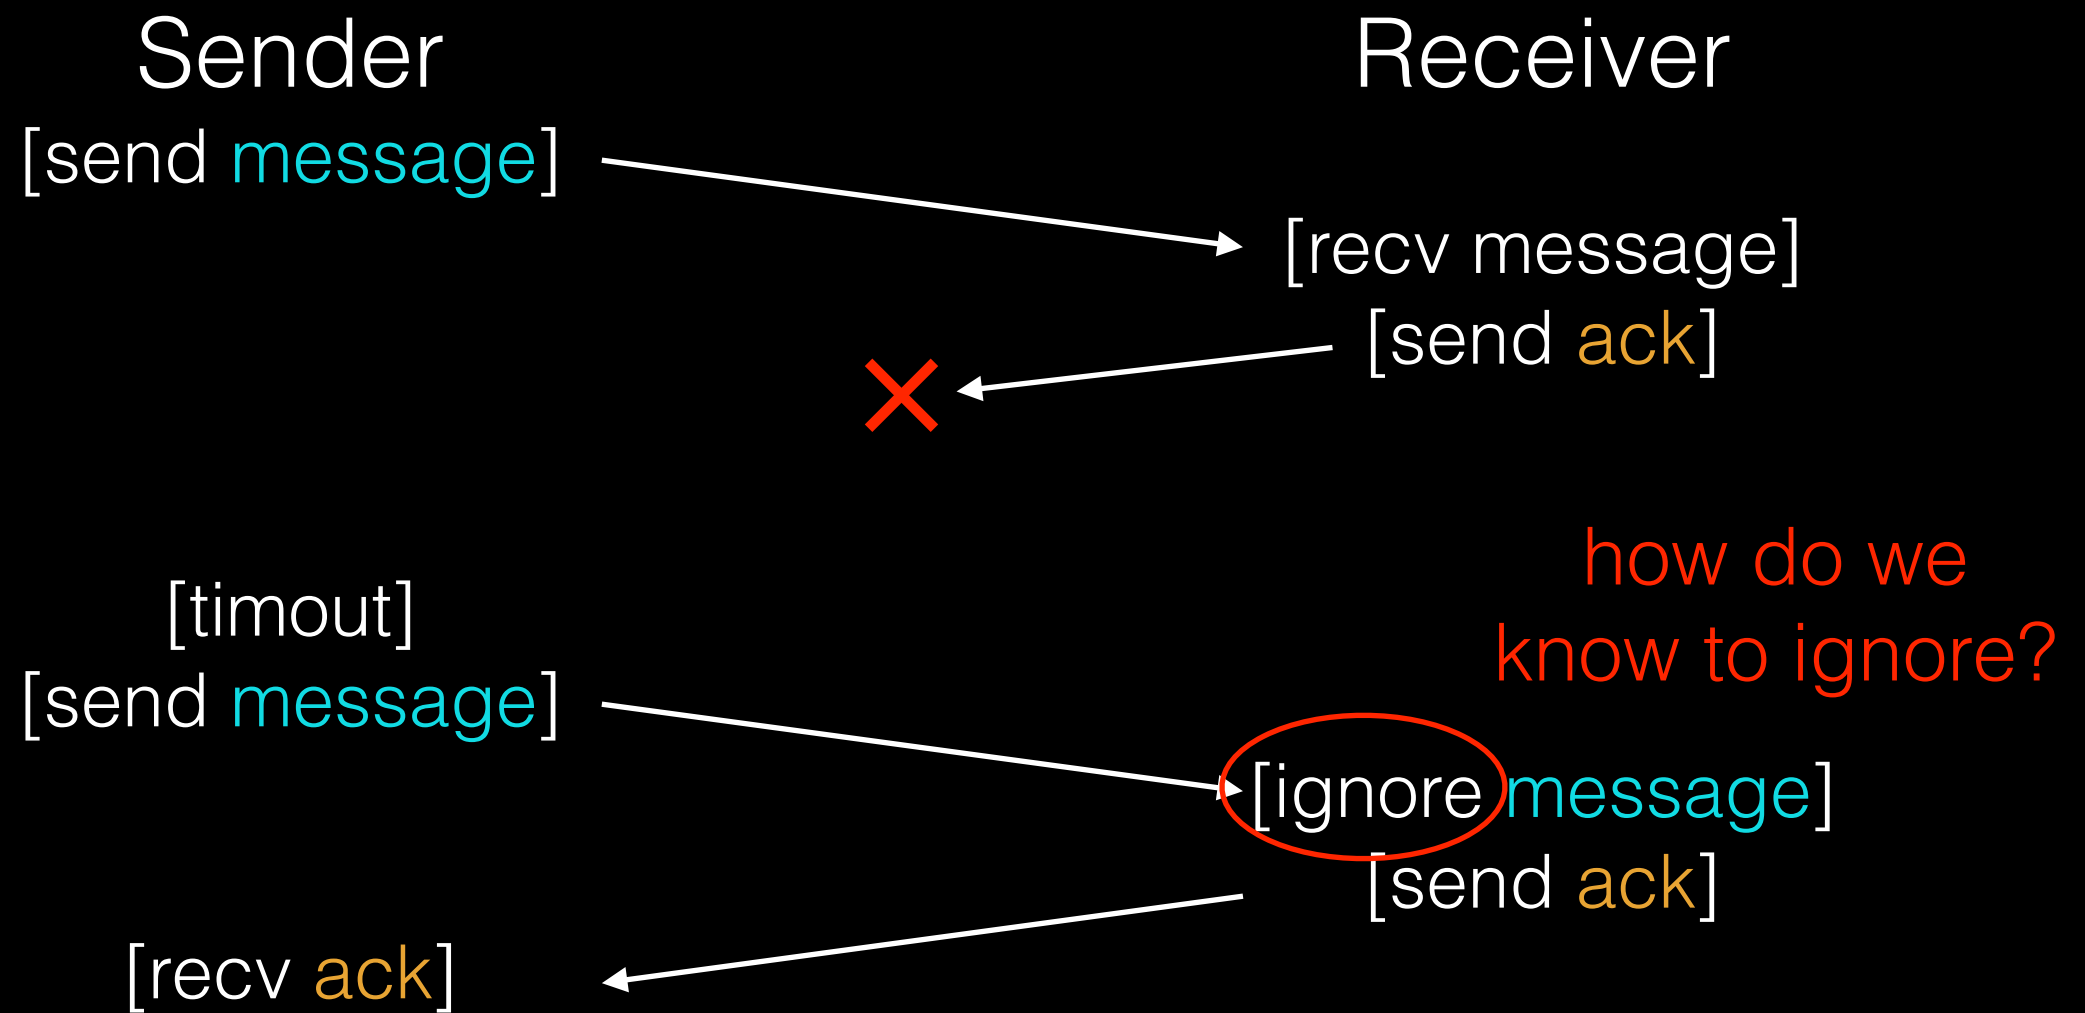 Sender
Receiver
[send message]
[recv message]
[send ack]
how do we
know to ignore?
[timout]
[send message]
[ignore message]
[send ack]
[recv ack]